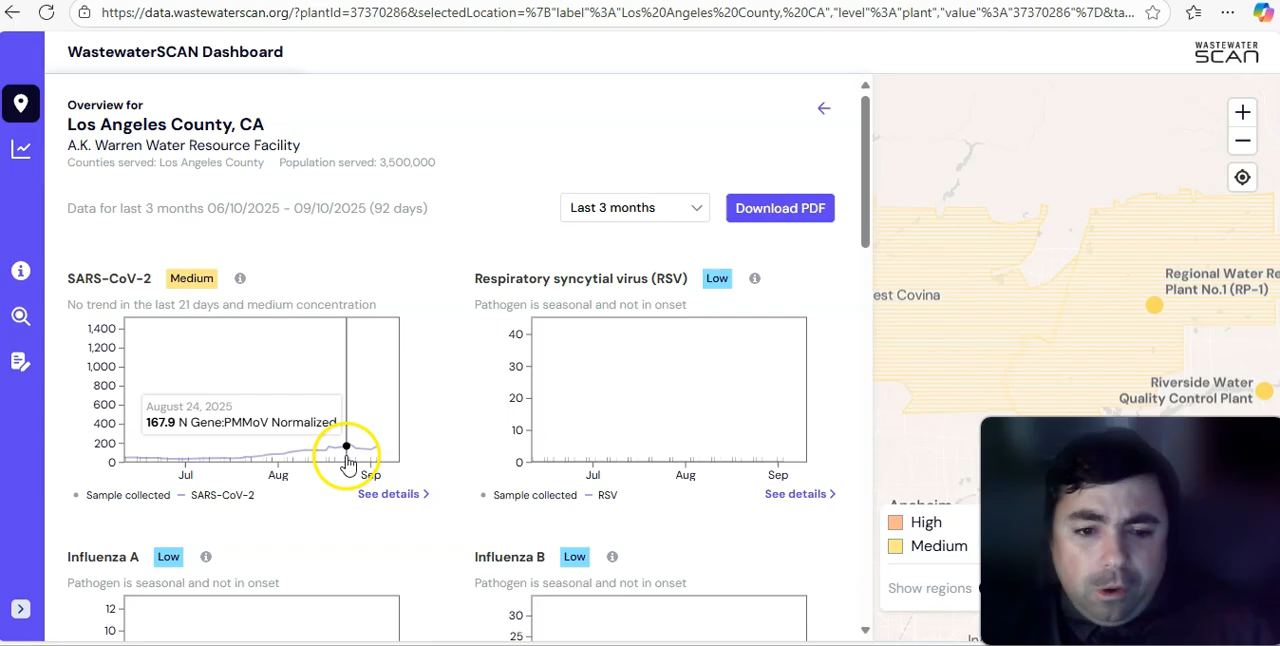 https://data.wastewaterscan.org/?plantId=37370286&selectedLocation=%7B"label"%3A"Los%20Angeles%20County,%20CA","level"%3A"plant","value"%3A"37370286"%7D&ta...
WastewaterSCAN Dashboard
WASTEWATER
SCAN
Overview for
Los Angeles County, CA
A.K. Warren Water Resource Facility
Counties served: Los Angeles County Population served: 3,500,000
Data for last 3 months 06/10/2025 - 09/10/2025 (92 days)
Last 3 months
Download PDF
SARS-CoV-2 Medium
No trend in the last 21 days and medium concentration
1,400
1,200
1,000
800
600
400
200
0
August 24, 2025
167.9 N Gene:PMMoV Normalized
Jul Aug Sep
Sample collected SARS-CoV-2
See details
Respiratory syncytial virus (RSV) Low
Pathogen is seasonal and not in onset
40
30
20
10
0
Jul Aug Sep
Sample collected RSV
See details
Influenza A Low
Pathogen is seasonal and not in onset
12
10
Influenza B Low
Pathogen is seasonal and not in onset
30
25
Regional Water Re
Plant No.1 (RP-1)
est Covina
Riverside Water
Quality Control Plant
Anaheim
High
Medium
Show regions